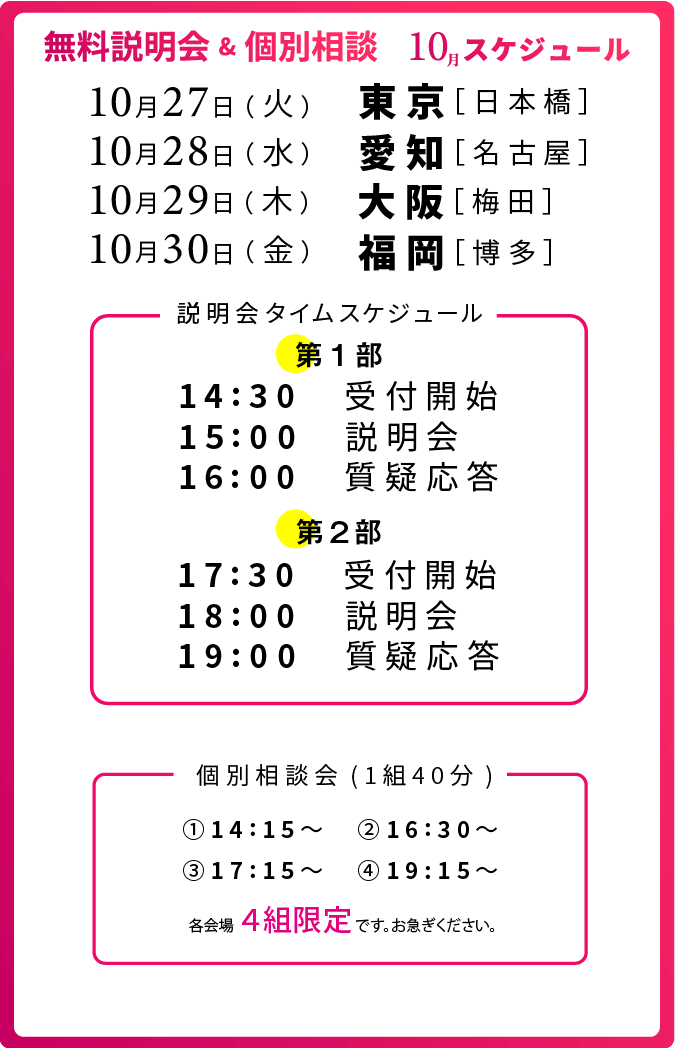 無料説明会 & 個別相談 10月スケジュール
10月27日(火) 東京[日本橋]
10月28日(水) 愛知[名古屋]
10月29日(木) 大阪[梅田]
10月30日(金) 福岡[博多]
説明会タイムスケジュール
第1部
14:30 受付開始
15:00 説明会
16:00 質疑応答
第2部
17:30 受付開始
18:00 説明会
19:00 質疑応答
個別相談会(1組40分)
①14:15〜 ②16:30〜
③17:15〜 ④19:15〜
各会場 4組限定です。お急ぎください。